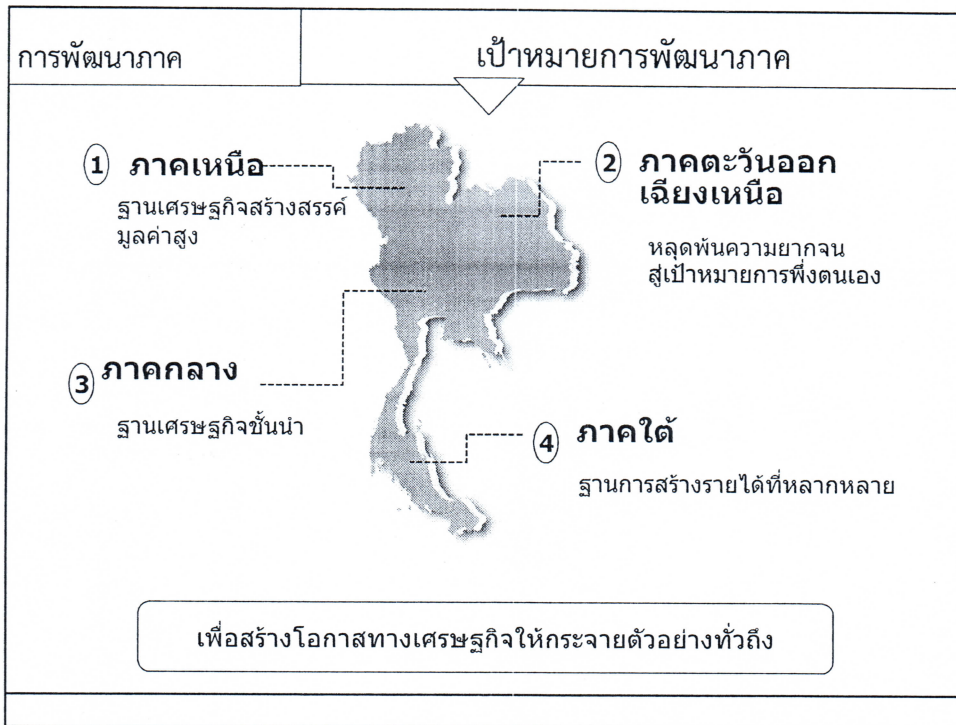 การพัฒนาภาค
เป้าหมายการพัฒนาภาค
1 ภาคเหนือ
ฐานเศรษฐกิจสร้างสรรค์
มูลค่าสูง
2 ภาคตะวันออก
เฉียงเหนือ
หลุดพ้นความยากจน
สู่เป้าหมายการพึ่งตนเอง
3 ภาคกลาง
ฐานเศรษฐกิจชั้นนำ
4 ภาคใต้
ฐานการสร้างรายได้ที่หลากหลาย
เพื่อสร้างโอกาสทางเศรษฐกิจให้กระจายตัวอย่างทั่วถึง